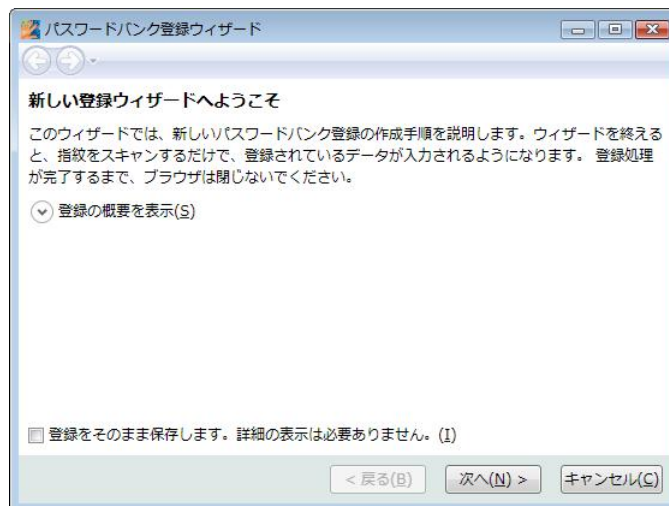 パスワードバンク登録ウィザード
新しい登録ウィザードへようこそ
このウィザードでは、新しいパスワードバンク登録の作成手順を説明します。ウィザードを終える
と、指紋をスキャンするだけで、登録されているデータが入力されるようになります。 登録処理
が完了するまで、ブラウザは閉じないでください。
登録の概要を表示(S)
登録をそのまま保存します。詳細の表示は必要ありません。(I)
< 戻る(B) 次へ(N) > キャンセル(C)